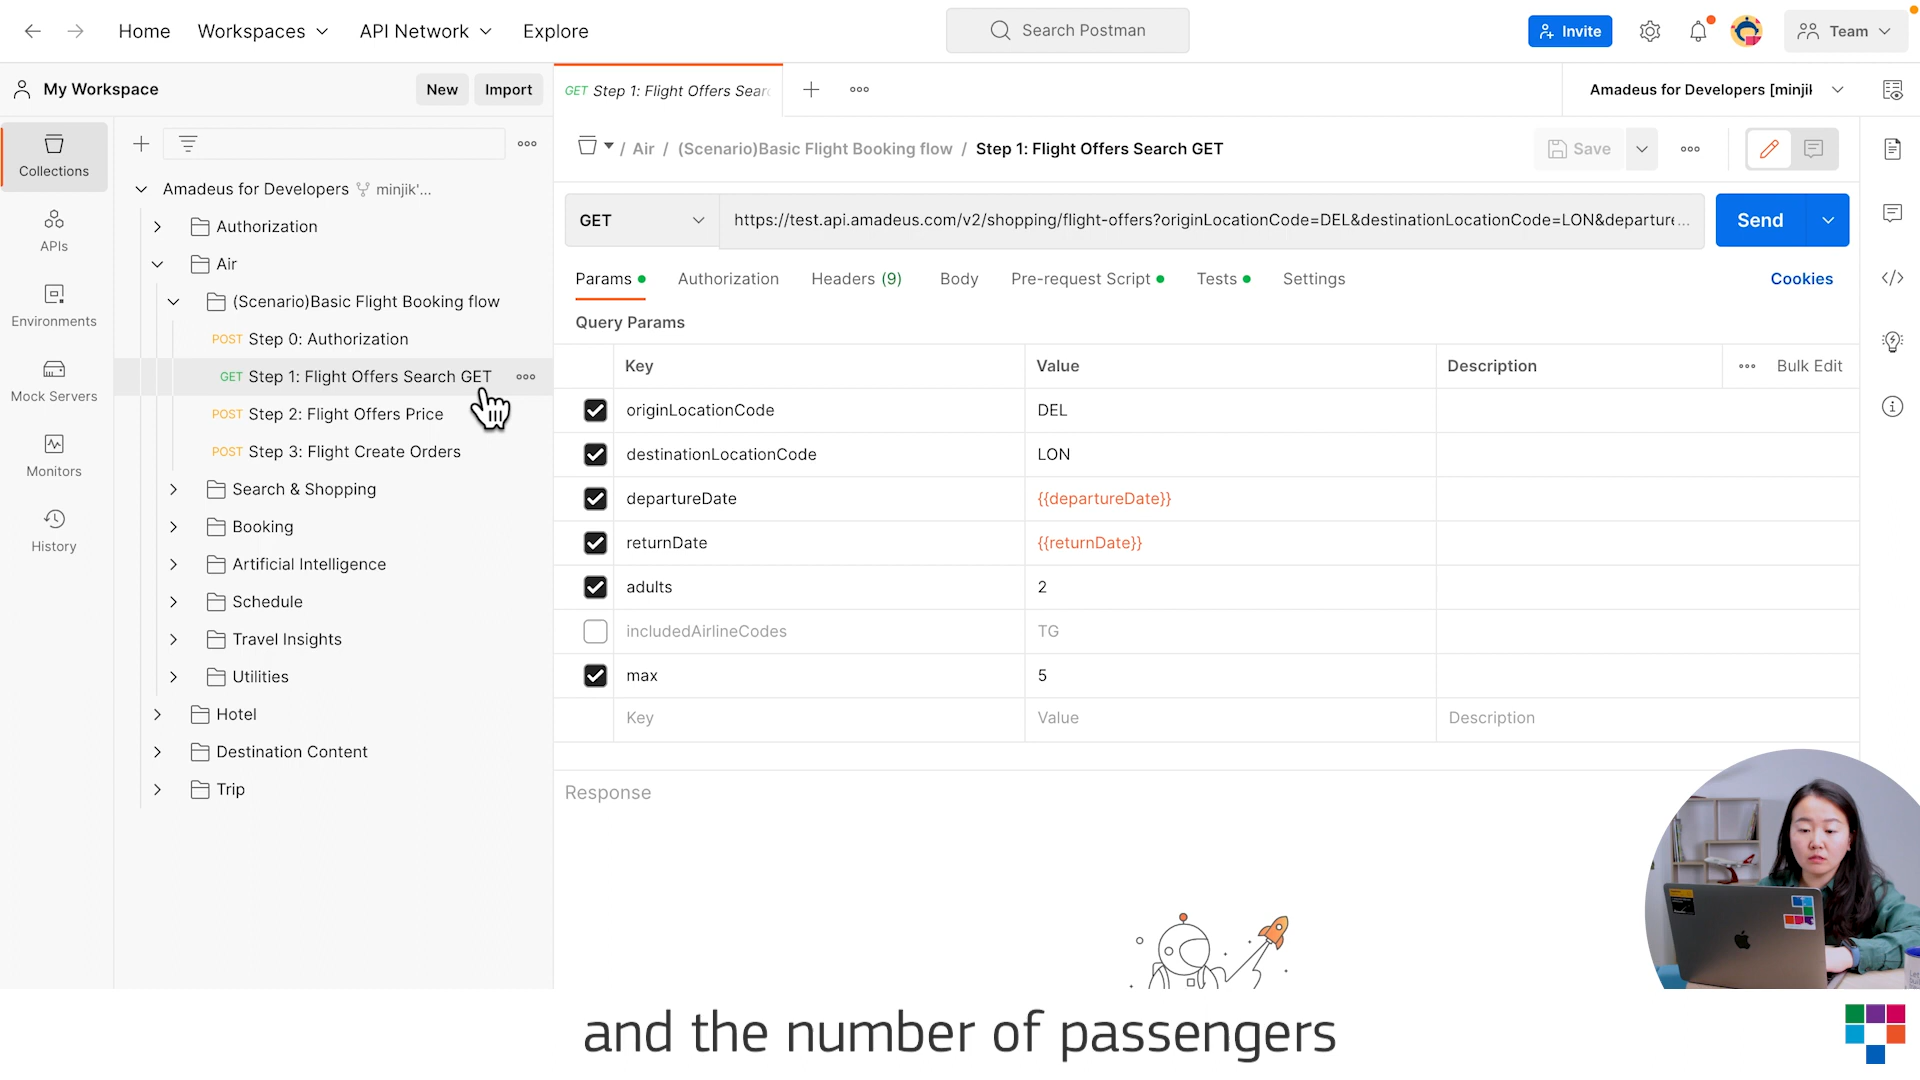 Home Workspaces API Network Explore Search Postman Invite Team
My Workspace New Import GET Step 1: Flight Offers Sear Amadeus for Developers [minjil
Collections
APIs
Environments
Mock Servers
Monitors
History
Amadeus for Developers minjik'...
Authorization
Air
(Scenario)Basic Flight Booking flow
POST Step 0: Authorization
GET Step 1: Flight Offers Search GET
POST Step 2: Flight Offers Price
POST Step 3: Flight Create Orders
Search & Shopping
Booking
Artificial Intelligence
Schedule
Travel Insights
Utilities
Hotel
Destination Content
Trip
/ Air / (Scenario)Basic Flight Booking flow / Step 1: Flight Offers Search GET Save
GET https://test.api.amadeus.com/v2/shopping/flight-offers?originLocationCode=DEL&destinationLocationCode=LON&departure... Send
Params Authorization Headers (9) Body Pre-request Script Tests Settings Cookies
Query Params
Key Value Description Bulk Edit
originLocationCode DEL
destinationLocationCode LON
departureDate {{departureDate}}
returnDate {{returnDate}}
adults 2
includedAirlineCodes TG
max 5
Key Value Description
Response
and the number of passengers